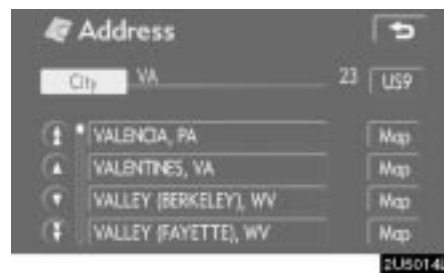 Address
City VA 23 US9
VALENCIA, PA Map
VALENTINES, VA Map
VALLEY (BERKELEY), WV Map
VALLEY (FAYETTE), WV Map